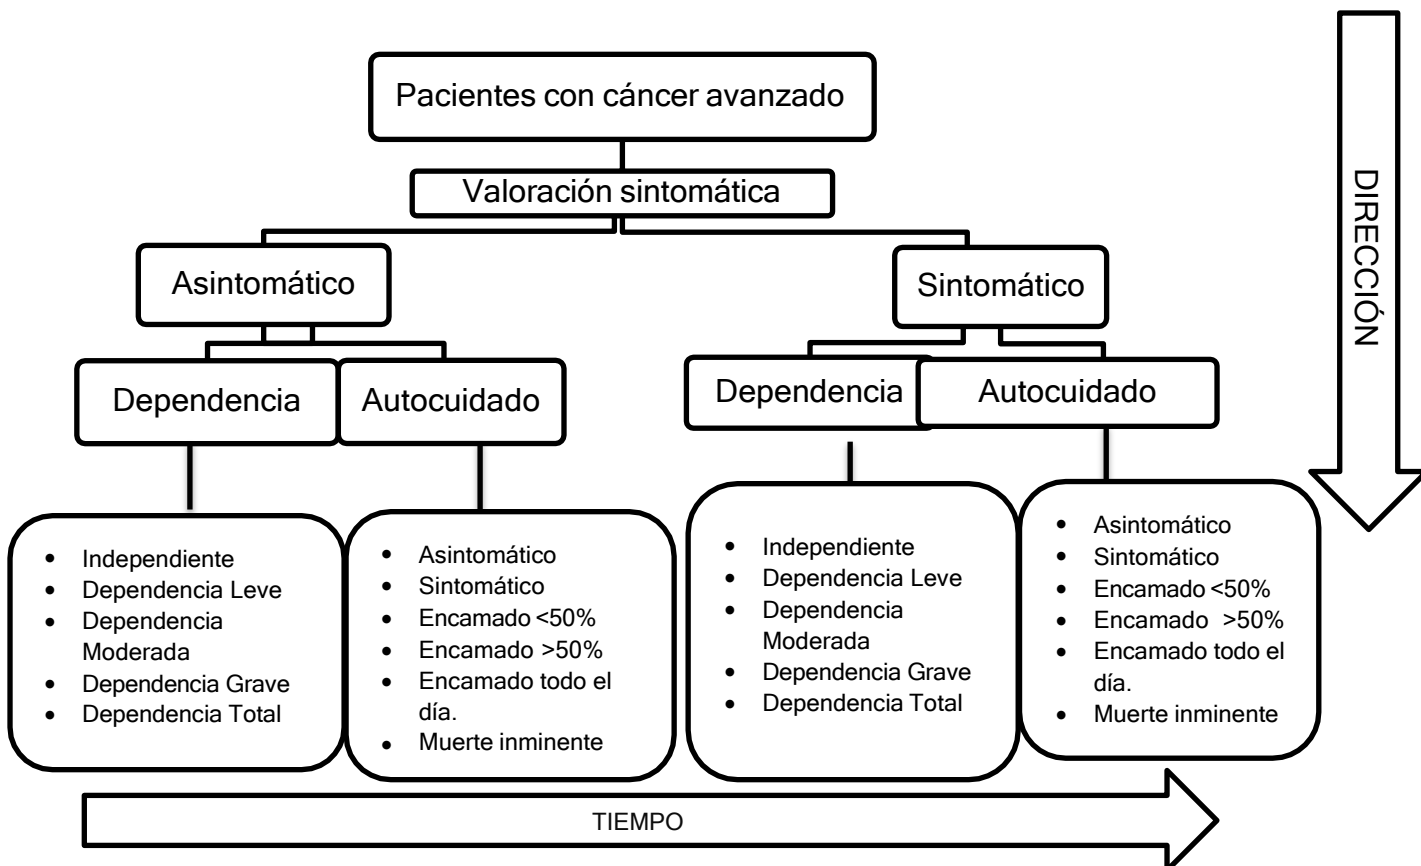 Pacientes con cáncer avanzado
Valoración sintomática
Asintomático
Sintomático
Dependencia
Autocuidado
Dependencia
Autocuidado
• Independiente
• Dependencia Leve
• Dependencia
Moderada
• Dependencia Grave
• Dependencia Total
• Asintomático
• Sintomático
• Encamado <50%
• Encamado >50%
• Encamado todo el
día.
• Muerte inminente
• Independiente
• Dependencia Leve
• Dependencia
Moderada
• Dependencia Grave
• Dependencia Total
• Asintomático
• Sintomático
• Encamado <50%
• Encamado >50%
• Encamado todo el
día.
• Muerte inminente
DIRECCIÓN
TIEMPO